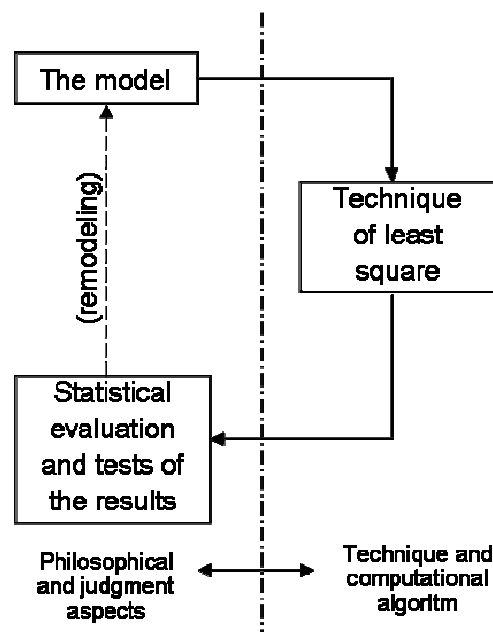 The model
Technique
of least
square
(remodeling)
Statistical
evaluation
and tests of
the results
Philosophical
and judgment
aspects
Technique and
computational
algoritm